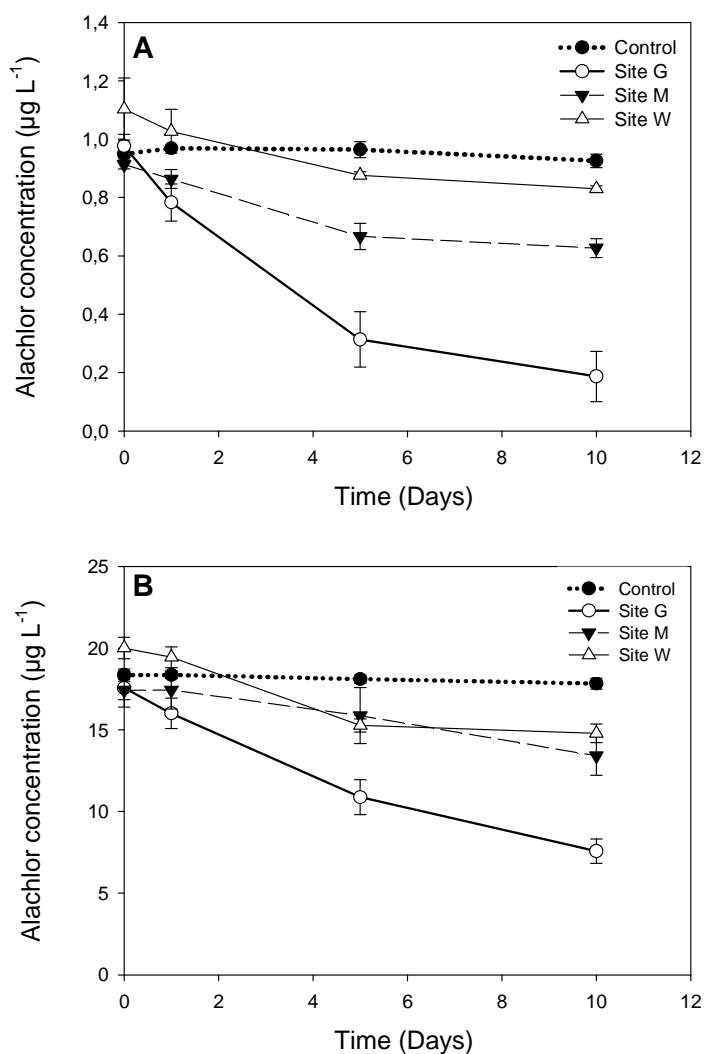 A
Control
Site G
Site M
Site W
1,4
1,2
1,0
0,8
0,6
0,4
0,2
0,0
Alachlor concentration (µg L⁻¹)
0 2 4 6 8 10 12
Time (Days)
B
Control
Site G
Site M
Site W
25
20
15
10
5
0
Alachlor concentration (µg L⁻¹)
0 2 4 6 8 10 12
Time (Days)